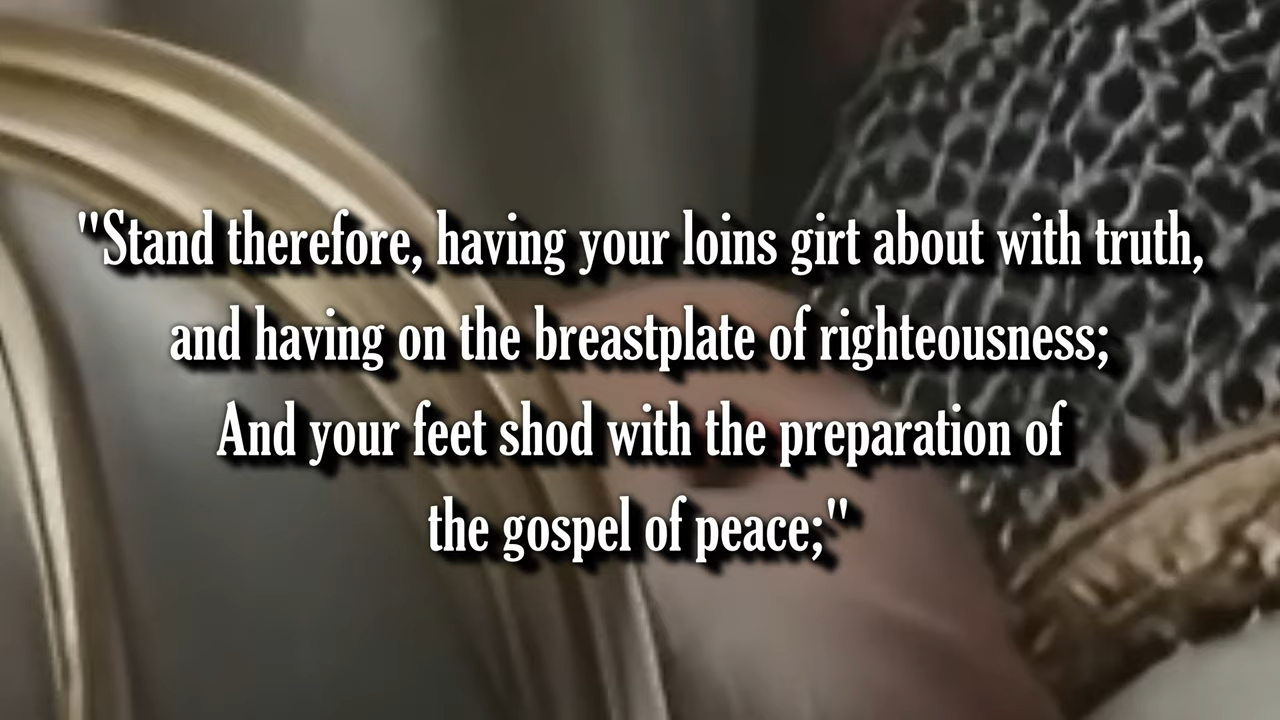 "Stand therefore, having your loins girt about with truth,
and having on the breastplate of righteousness;
And your feet shod with the preparation of
the gospel of peace;"